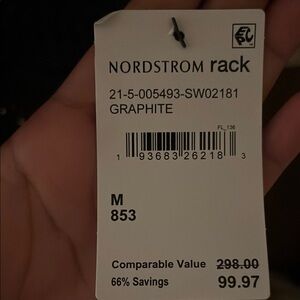 NORDSTROM rack
21-5-005493-SW02181
GRAPHITE
FL_136
1 93683 26218 3
M
853
Comparable Value 298.00
66% Savings 99.97